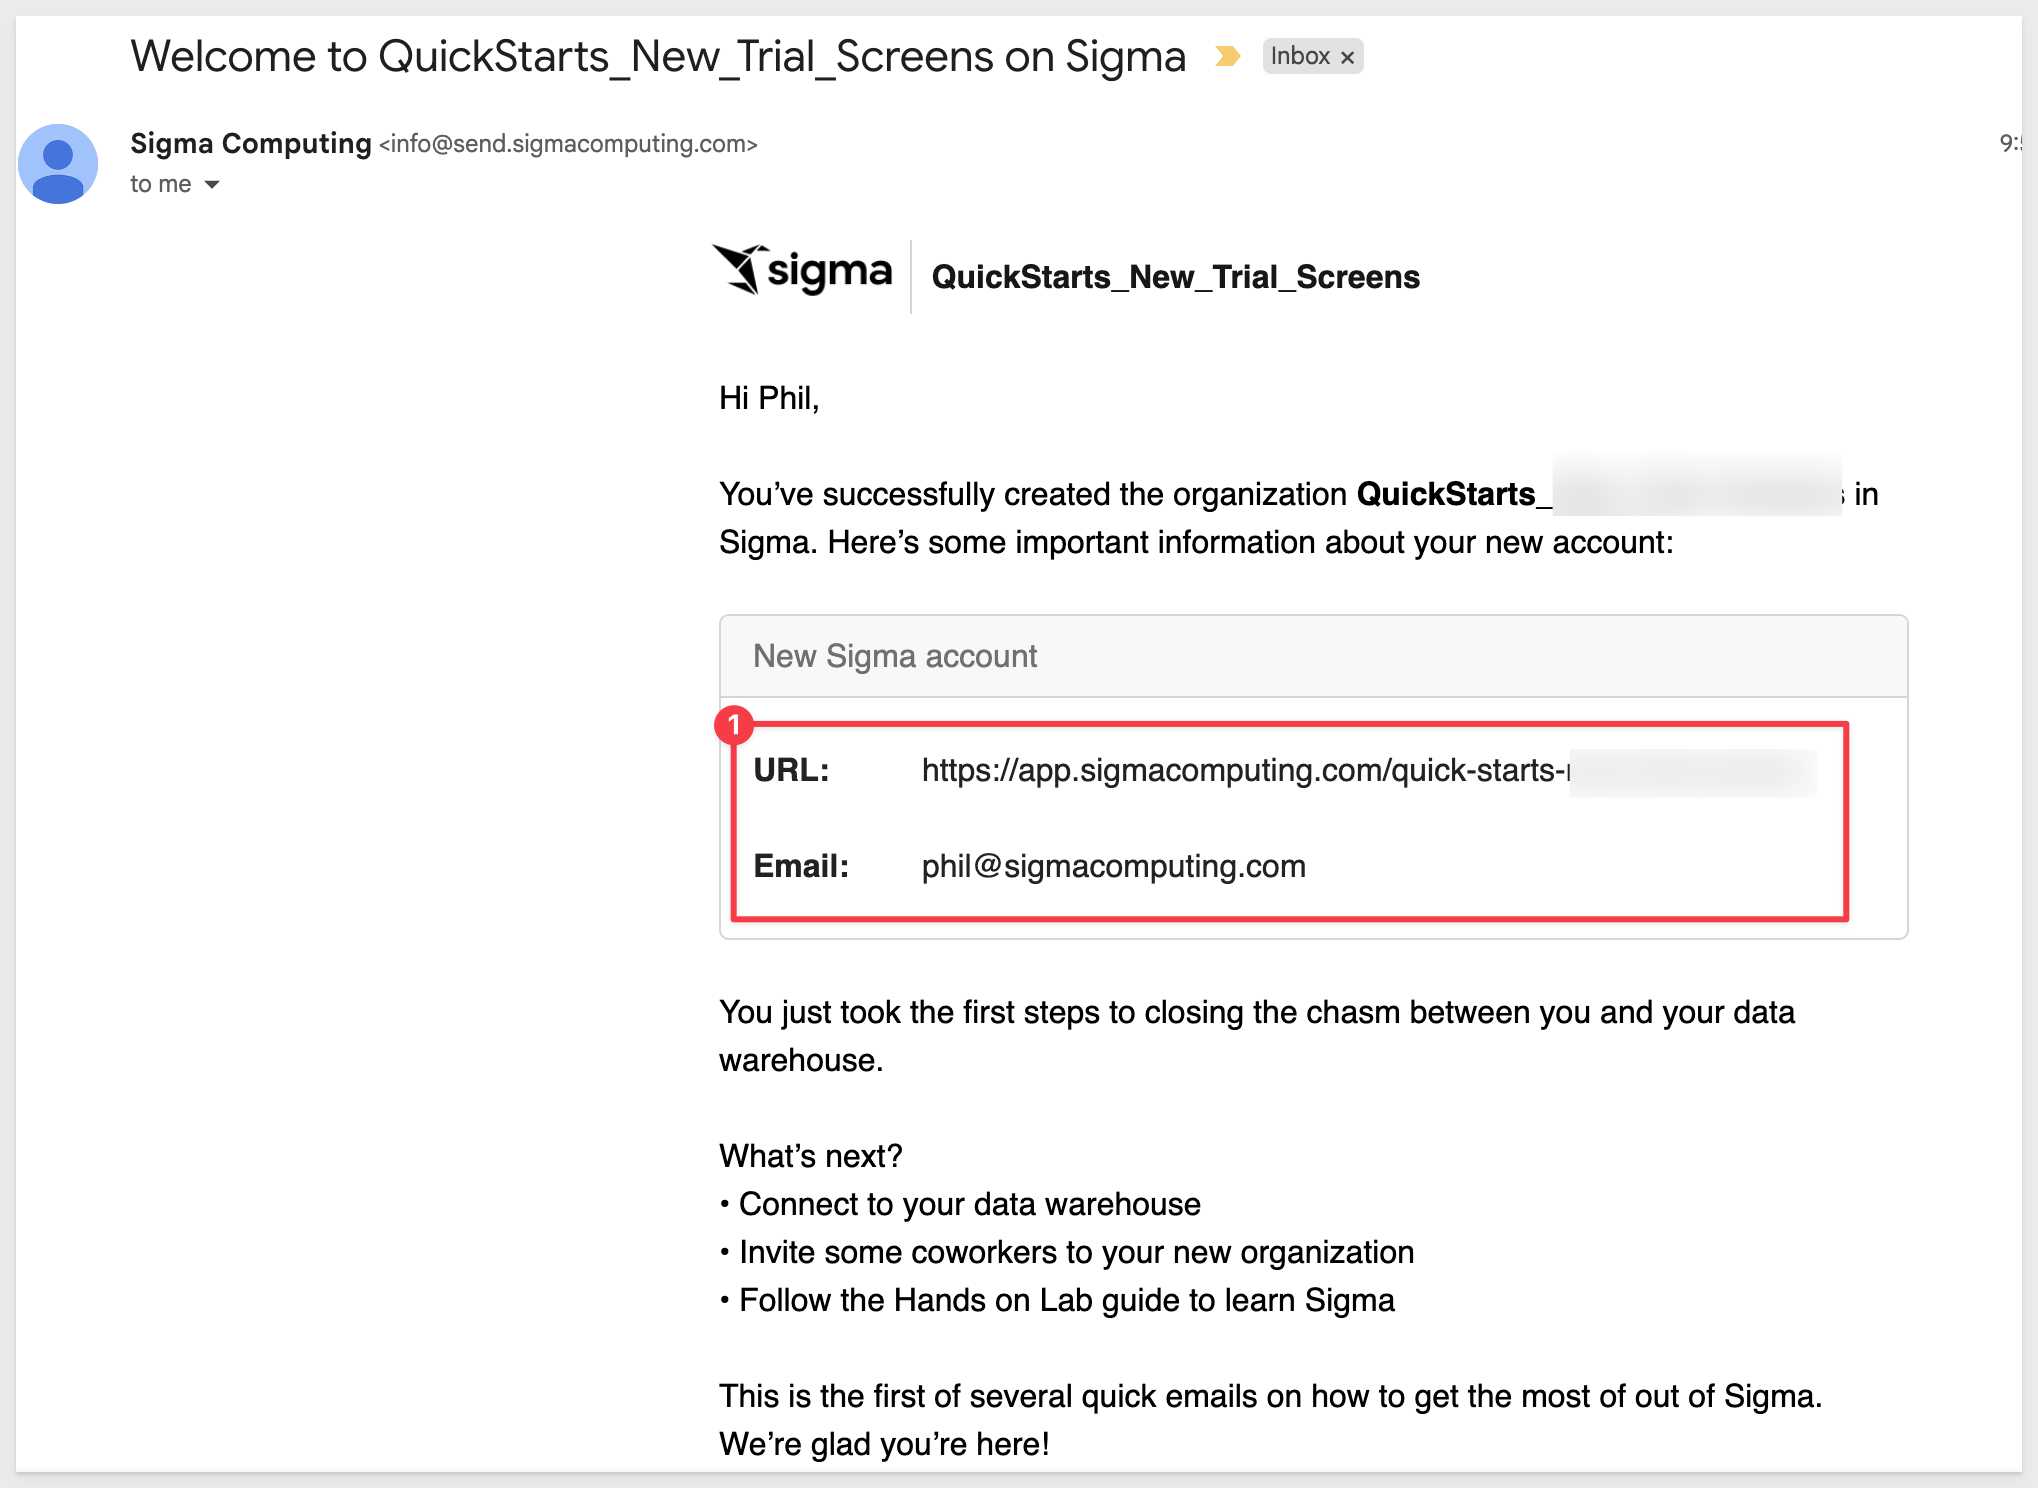 Welcome to QuickStarts_New_Trial_Screens on Sigma Inbox ×
Sigma Computing <info@send.sigmacomputing.com>
9:
to me
sigma QuickStarts_New_Trial_Screens
Hi Phil,
You’ve successfully created the organization QuickStarts_ in
Sigma. Here’s some important information about your new account:
New Sigma account
1
URL: https://app.sigmacomputing.com/quick-starts-
Email: phil@sigmacomputing.com
You just took the first steps to closing the chasm between you and your data
warehouse.
What’s next?
• Connect to your data warehouse
• Invite some coworkers to your new organization
• Follow the Hands on Lab guide to learn Sigma
This is the first of several quick emails on how to get the most of out of Sigma.
We’re glad you’re here!